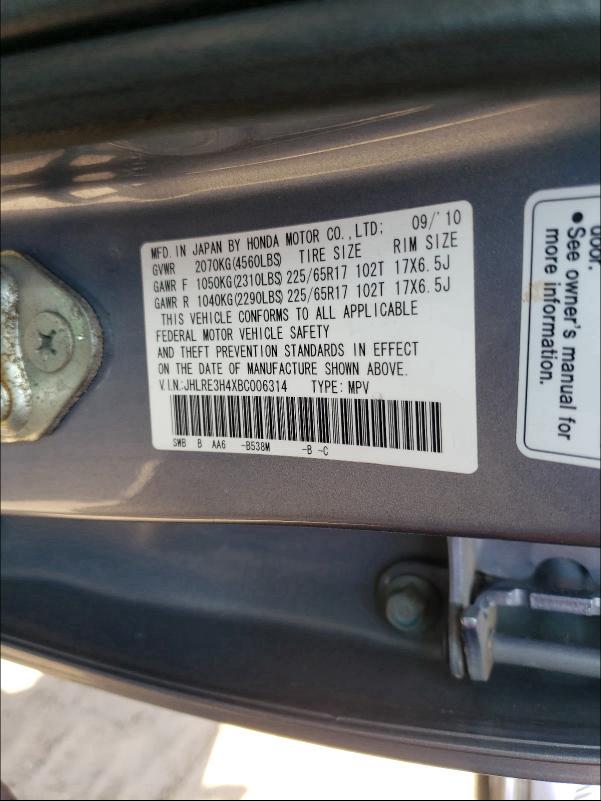 MFD. IN JAPAN BY HONDA MOTOR CO., LTD: 09/'10
GVWR 2070KG(4560LBS) TIRE SIZE RIM SIZE
GAWR F 1050KG(2310LBS) 225/65R17 102T 17X6.5J
GAWR R 1040KG(2290LBS) 225/65R17 102T 17X6.5J
THIS VEHICLE CONFORMS TO ALL APPLICABLE
FEDERAL MOTOR VEHICLE SAFETY
AND THEFT PREVENTION STANDARDS IN EFFECT
ON THE DATE OF MANUFACTURE SHOWN ABOVE.
V.I.N:JHLRE3H4XBC006314 TYPE: MPV
SWB B AA6 -B538M -B -C
door.
● See owner's manual for
more information.